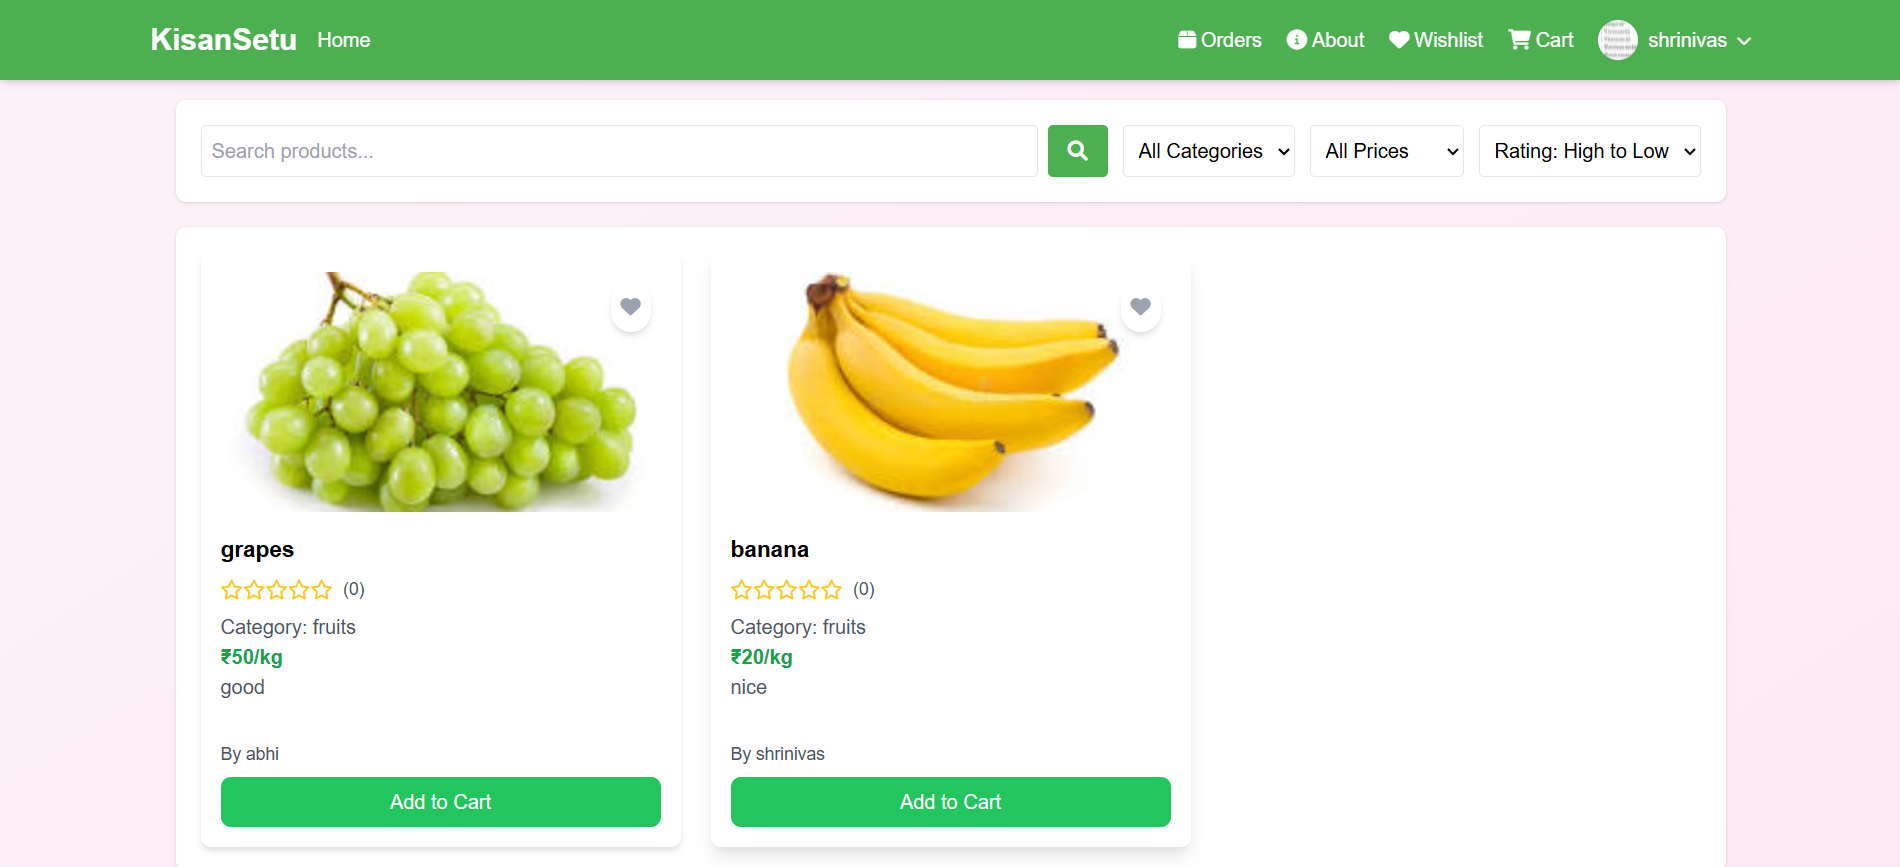 KisanSetu Home Orders About Wishlist Cart shrinivas
Search products... All Categories All Prices Rating: High to Low
grapes
(0)
Category: fruits
₹50/kg
good
By abhi
Add to Cart
banana
(0)
Category: fruits
₹20/kg
nice
By shrinivas
Add to Cart